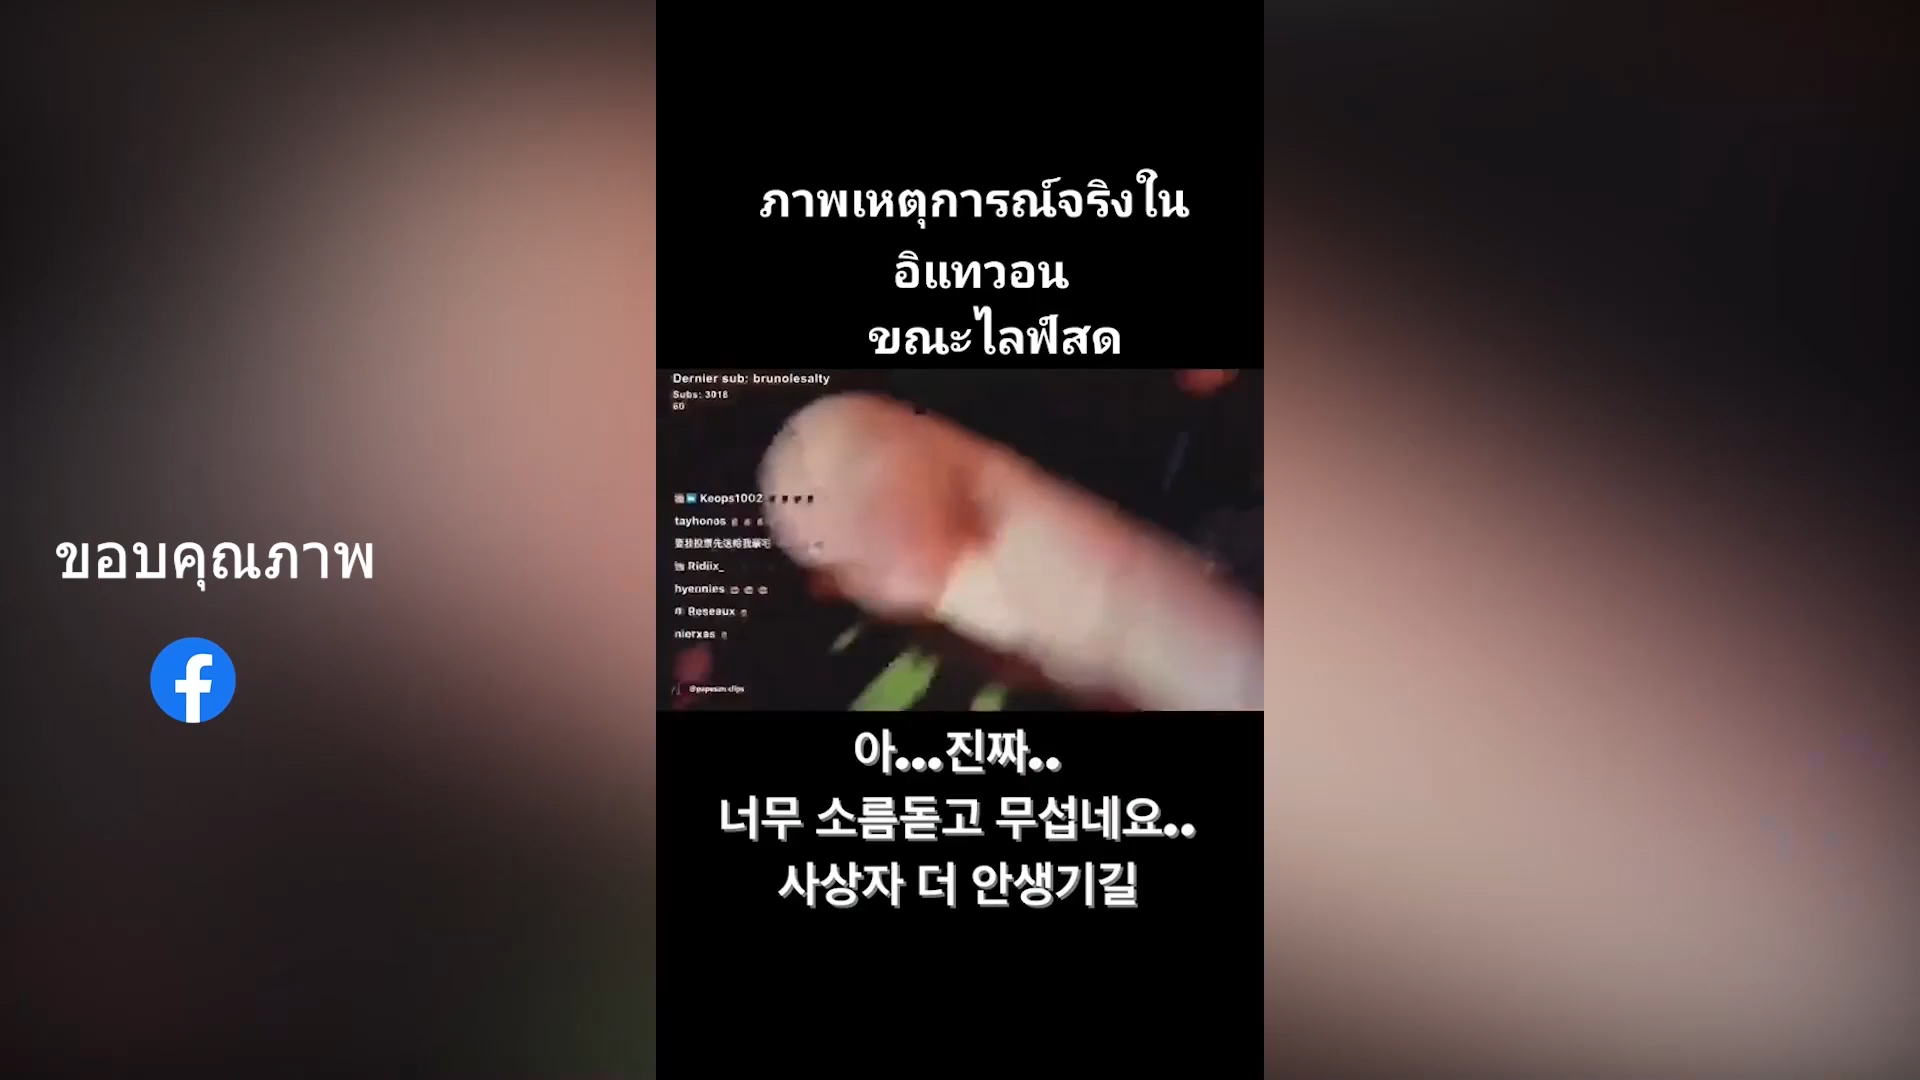 ภาพเหตุการณ์จริงใน
อิแทวอน
ขณะไลฟ์สด
Dernier sub: brunolesalty
Subs: 3018
60
Keops1002
tayhonas
Ridiix_
hyennies
Reseaux
nierxas
ขอบคุณภาพ
아...진짜..
너무 소름돋고 무섭네요..
사상자 더 안생기길